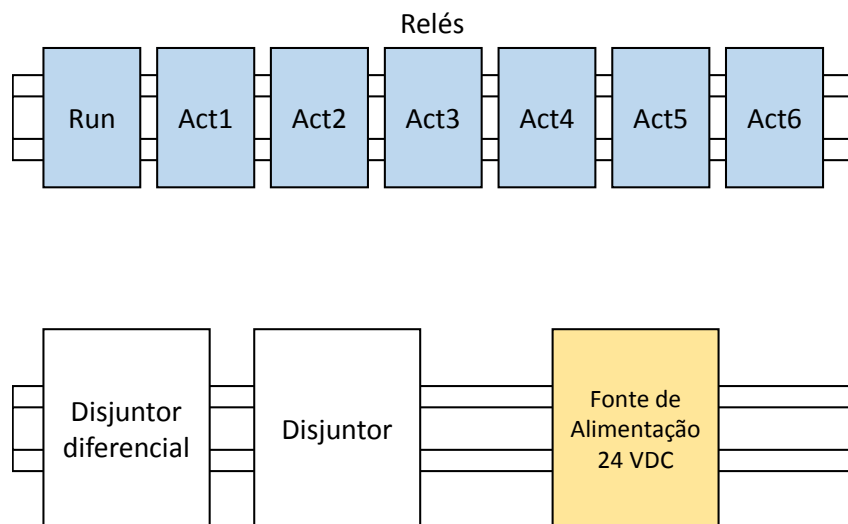 Relés
Run
Act1
Act2
Act3
Act4
Act5
Act6
Disjuntor
diferencial
Disjuntor
Fonte de
Alimentação
24 VDC